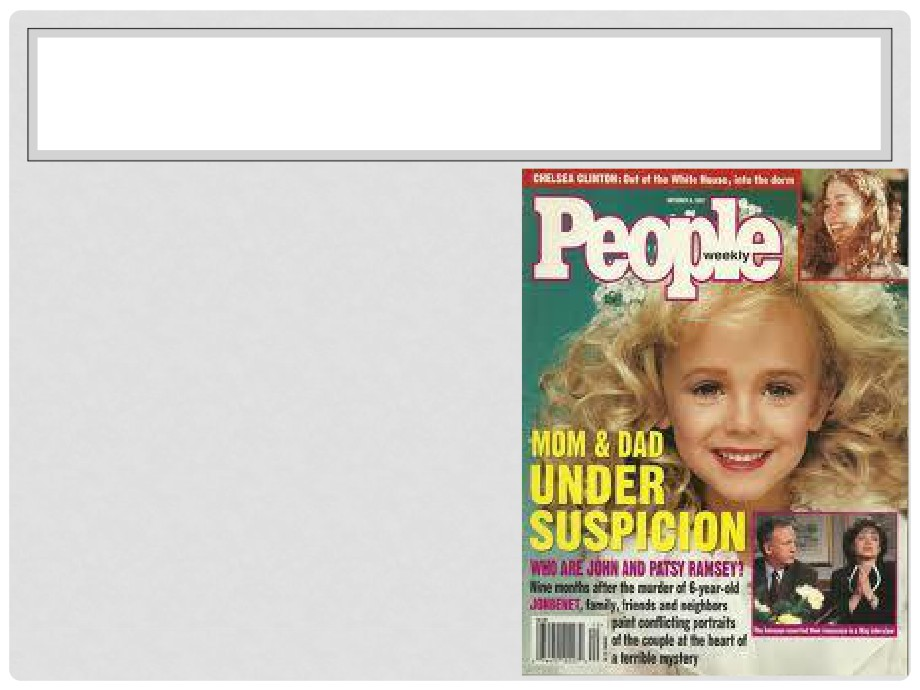 CHELSEA CLINTON: Out of the White House, into the dorm
People
weekly
MOM & DAD
UNDER
SUSPICION
WHO ARE JOHN AND PATSY RAMSEY?
Nine months after the murder of 6-year-old
JONBENET, family, friends and neighbors
paint conflicting portraits
of the couple at the heart of
a terrible mystery